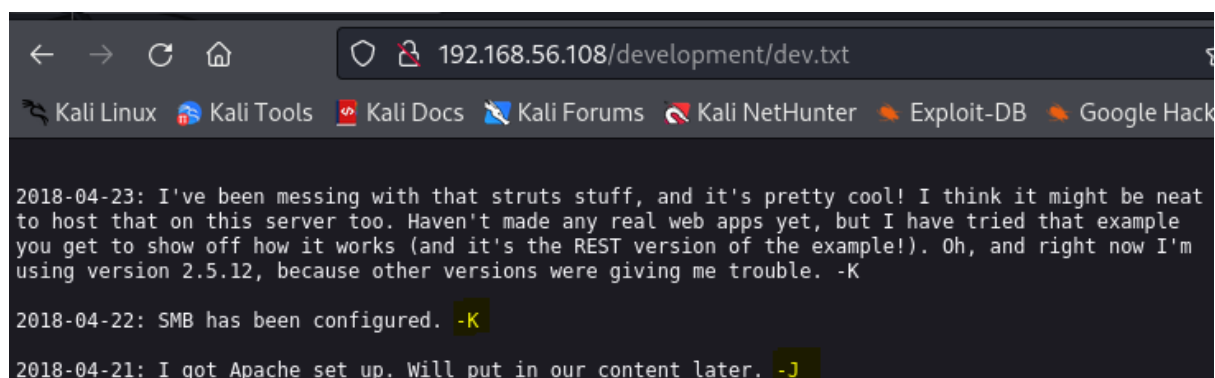 192.168.56.108/development/dev.txt
Kali Linux Kali Tools Kali Docs Kali Forums Kali NetHunter Exploit-DB Google Hack
2018-04-23: I've been messing with that struts stuff, and it's pretty cool! I think it might be neat
to host that on this server too. Haven't made any real web apps yet, but I have tried that example
you get to show off how it works (and it's the REST version of the example!). Oh, and right now I'm
using version 2.5.12, because other versions were giving me trouble. -K
2018-04-22: SMB has been configured. -K
2018-04-21: I got Apache set up. Will put in our content later. -J